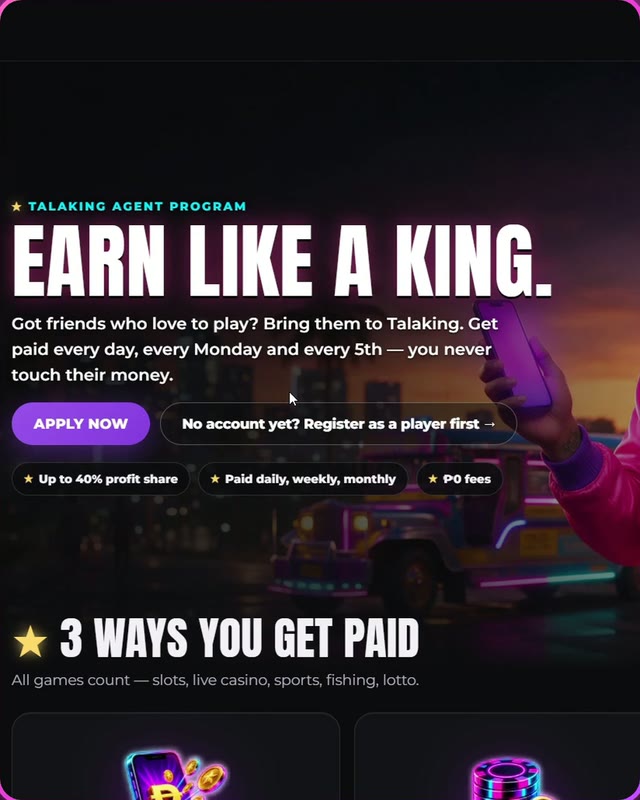 ★ TALAKING AGENT PROGRAM
EARN LIKE A KING.
Got friends who love to play? Bring them to Talaking. Get
paid every day, every Monday and every 5th — you never
touch their money.
APPLY NOW
No account yet? Register as a player first →
★ Up to 40% profit share
★ Paid daily, weekly, monthly
★ ₱0 fees
★ 3 WAYS YOU GET PAID
All games count — slots, live casino, sports, fishing, lotto.